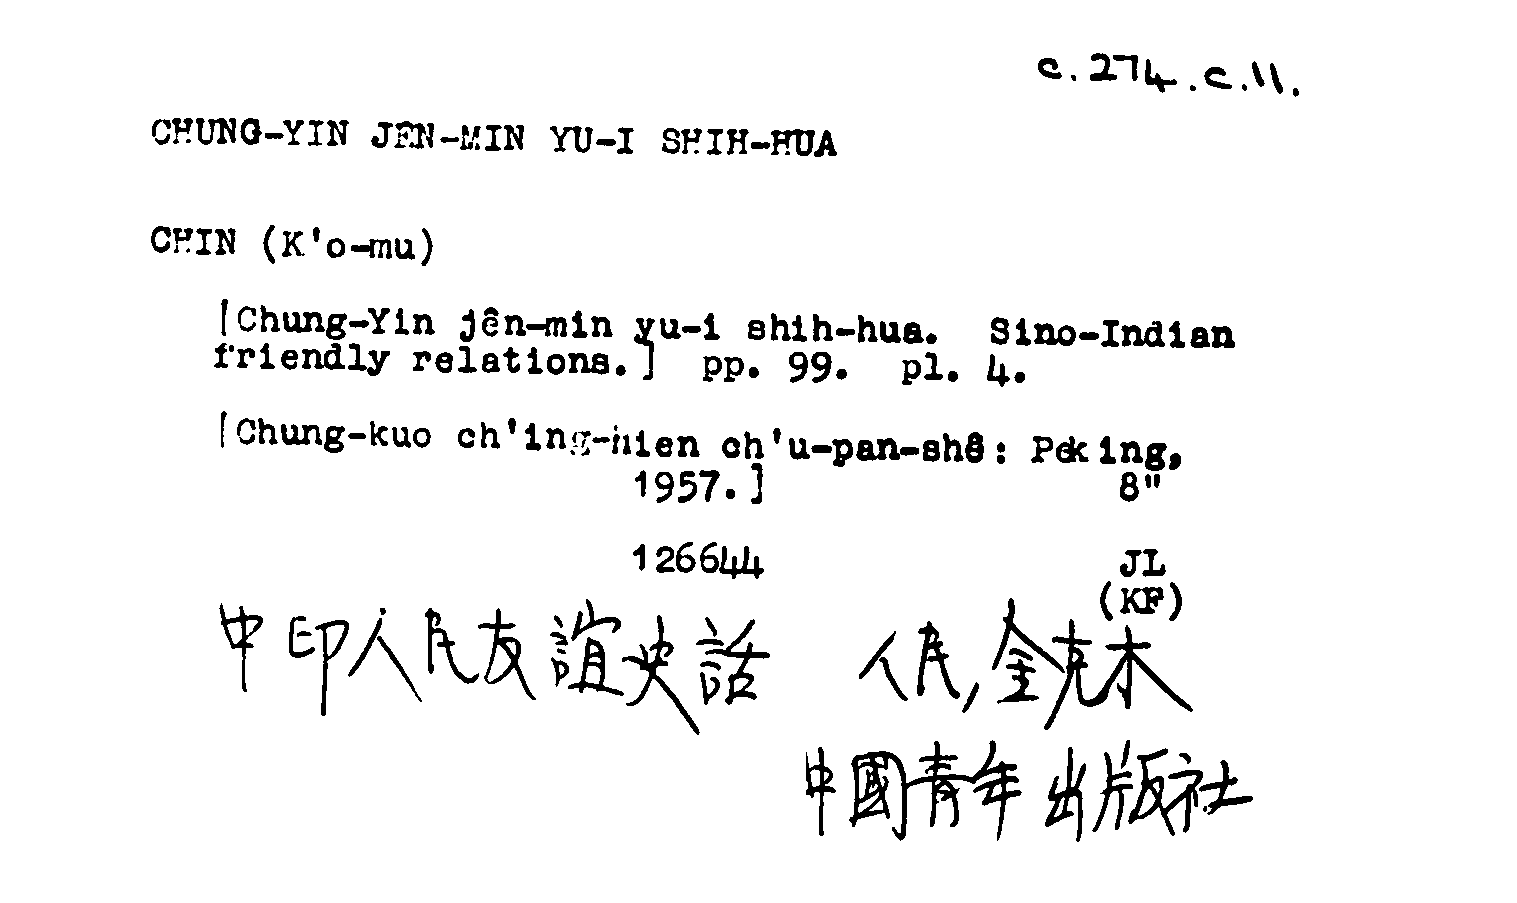 c.274.c.11.
CHUNG-YIN JEN-MIN YU-I SHIH-HUA
CHIN (K'o-mu)
[Chung-Yin jên-min yu-i shih-hua. Sino-Indian
friendly relations.] pp. 99. pl. 4.
[Chung-kuo ch'ing-nien ch'u-pan-shê: Peking,
1957.] 8"
126644 JL
(KF)
中印人民友誼史話 人民, 金克木
中國青年出版社